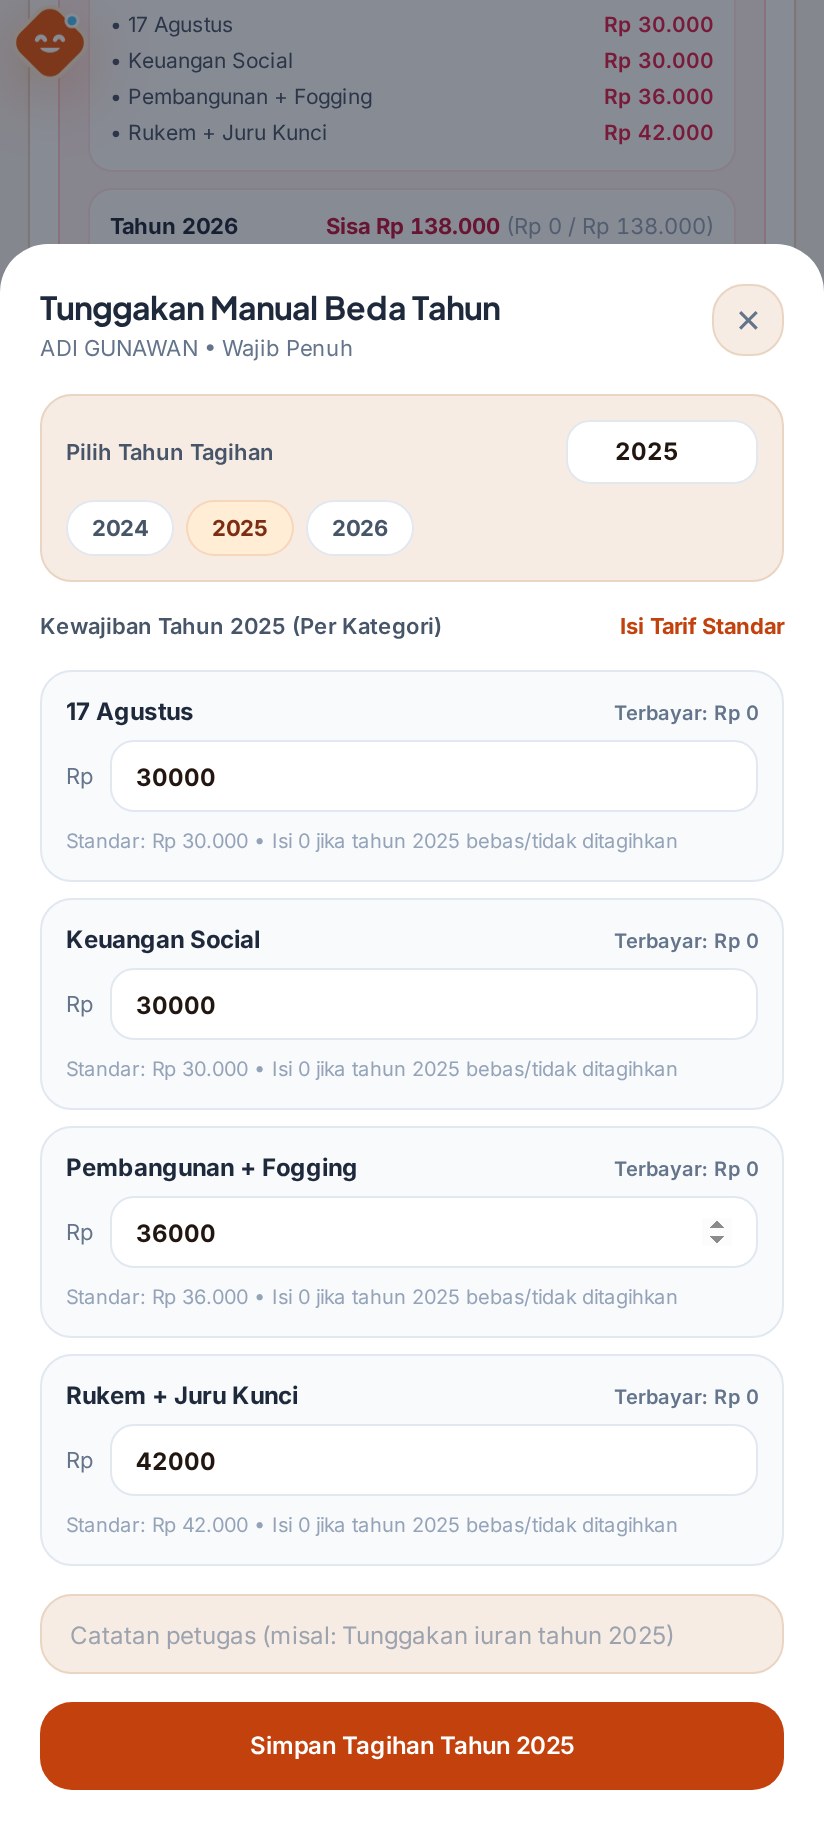 • 17 Agustus Rp 30.000
• Keuangan Social Rp 30.000
• Pembangunan + Fogging Rp 36.000
• Rukem + Juru Kunci Rp 42.000
Tahun 2026 Sisa Rp 138.000 (Rp 0 / Rp 138.000)
Tunggakan Manual Beda Tahun
ADI GUNAWAN • Wajib Penuh
Pilih Tahun Tagihan 2025
2024 2025 2026
Kewajiban Tahun 2025 (Per Kategori) Isi Tarif Standar
17 Agustus Terbayar: Rp 0
Rp 30000
Standar: Rp 30.000 • Isi 0 jika tahun 2025 bebas/tidak ditagihkan
Keuangan Social Terbayar: Rp 0
Rp 30000
Standar: Rp 30.000 • Isi 0 jika tahun 2025 bebas/tidak ditagihkan
Pembangunan + Fogging Terbayar: Rp 0
Rp 36000
Standar: Rp 36.000 • Isi 0 jika tahun 2025 bebas/tidak ditagihkan
Rukem + Juru Kunci Terbayar: Rp 0
Rp 42000
Standar: Rp 42.000 • Isi 0 jika tahun 2025 bebas/tidak ditagihkan
Catatan petugas (misal: Tunggakan iuran tahun 2025)
Simpan Tagihan Tahun 2025